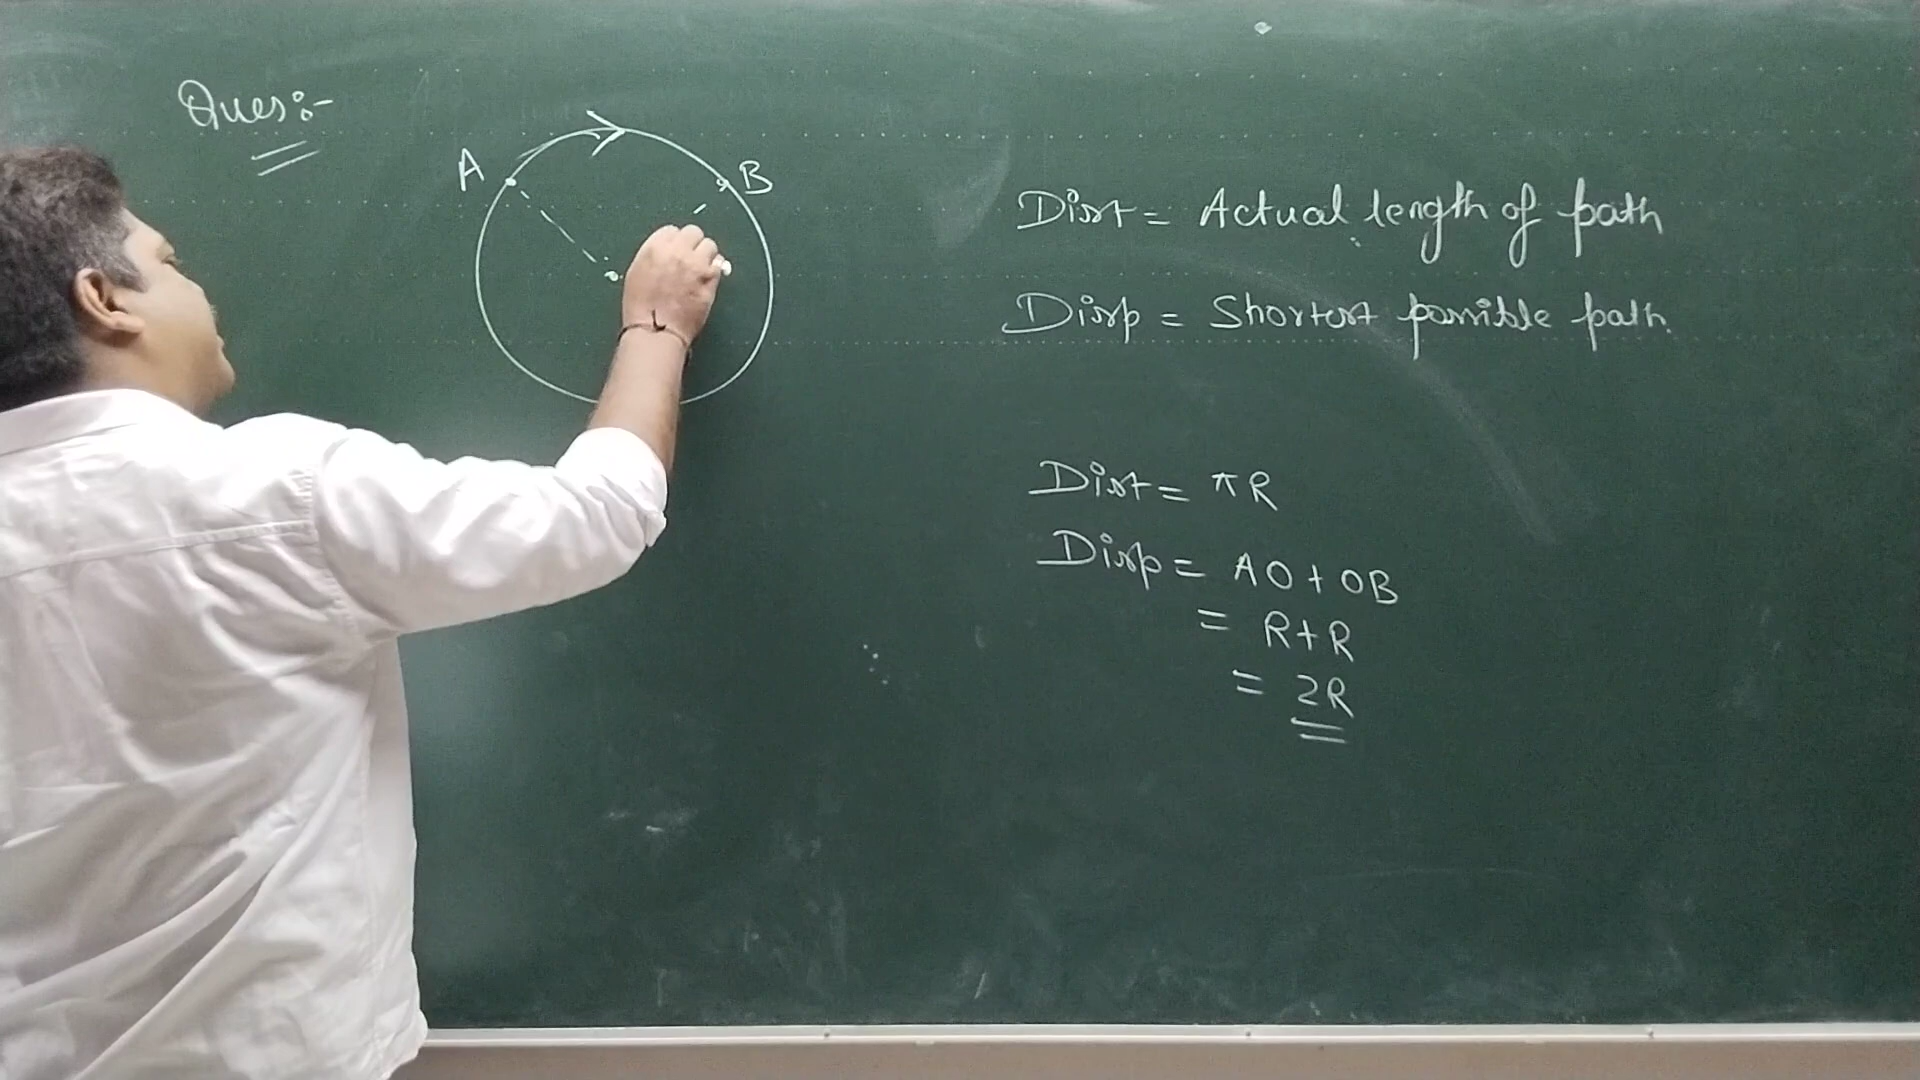 Ques:-
A
B
Dist = Actual length of path
Disp = Shortest possible path.
Dist = πR
Disp = AO + OB
= R+R
= 2R